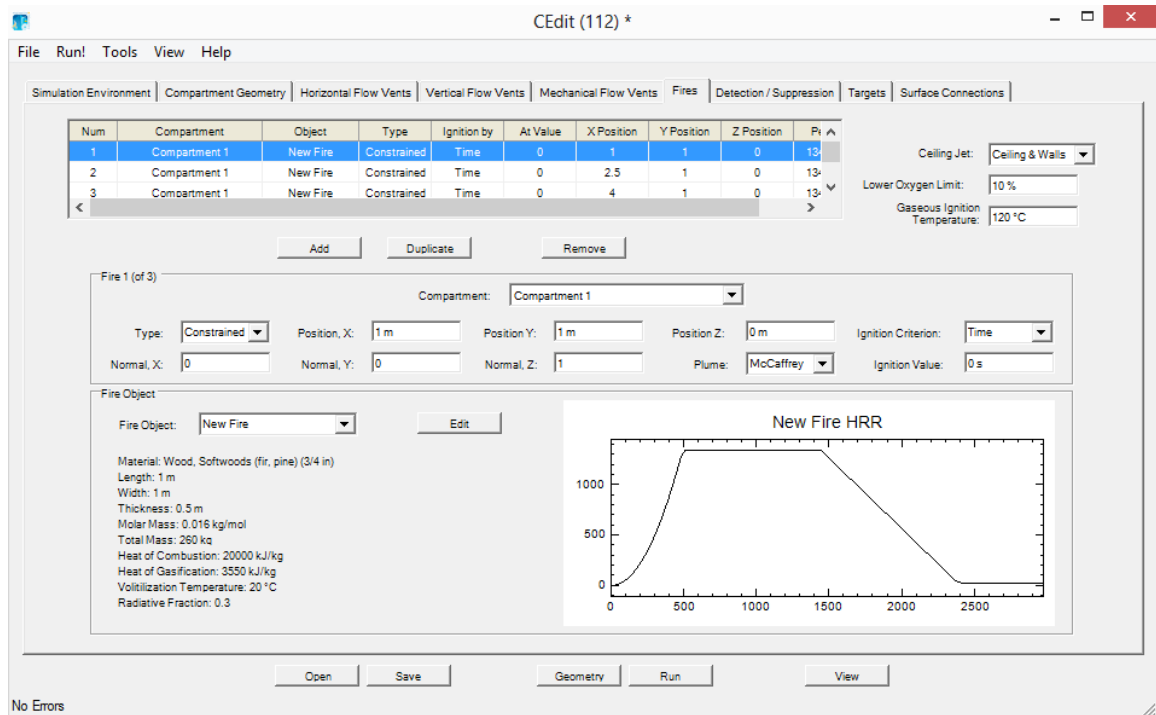 CEdit (112) *
File Run! Tools View Help
Simulation Environment Compartment Geometry Horizontal Flow Vents Vertical Flow Vents Mechanical Flow Vents Fires Detection / Suppression Targets Surface Connections
Num Compartment Object Type Ignition by At Value X Position Y Position Z Position
1 Compartment 1 New Fire Constrained Time 0 1 1 0
2 Compartment 1 New Fire Constrained Time 0 2.5 1 0
3 Compartment 1 New Fire Constrained Time 0 4 1 0
Ceiling Jet: Ceiling & Walls
Lower Oxygen Limit: 10 %
Gaseous Ignition
Temperature: 120 °C
Add Duplicate Remove
Fire 1 (of 3)
Compartment: Compartment 1
Type: Constrained Position, X: 1 m Position Y: 1 m Position Z: 0 m Ignition Criterion: Time
Normal, X: 0 Normal, Y: 0 Normal, Z: 1 Plume: McCaffrey Ignition Value: 0 s
Fire Object
Fire Object: New Fire Edit
Material: Wood, Softwoods (fir, pine) (3/4 in)
Length: 1 m
Width: 1 m
Thickness: 0.5 m
Molar Mass: 0.016 kg/mol
Total Mass: 260 kg
Heat of Combustion: 20000 kJ/kg
Heat of Gasification: 3550 kJ/kg
Volitilization Temperature: 20 °C
Radiative Fraction: 0.3
New Fire HRR
1000
500
0
0 500 1000 1500 2000 2500
Open Save Geometry Run View
No Errors